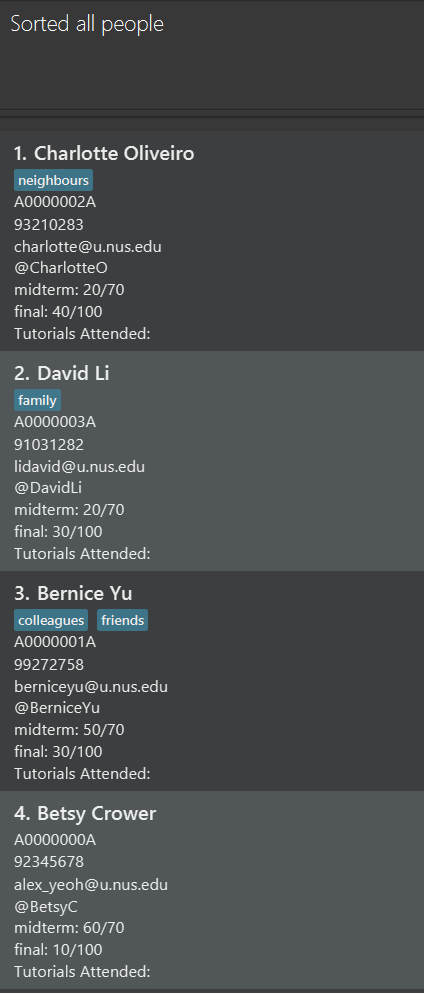 Sorted all people
1. Charlotte Oliveiro
neighbours
A0000002A
93210283
charlotte@u.nus.edu
@CharlotteO
midterm: 20/70
final: 40/100
Tutorials Attended:
2. David Li
family
A0000003A
91031282
lidavid@u.nus.edu
@DavidLi
midterm: 20/70
final: 30/100
Tutorials Attended:
3. Bernice Yu
colleagues friends
A0000001A
99272758
berniceyu@u.nus.edu
@BerniceYu
midterm: 50/70
final: 30/100
Tutorials Attended:
4. Betsy Crower
A0000000A
92345678
alex_yeoh@u.nus.edu
@BetsyC
midterm: 60/70
final: 10/100
Tutorials Attended: